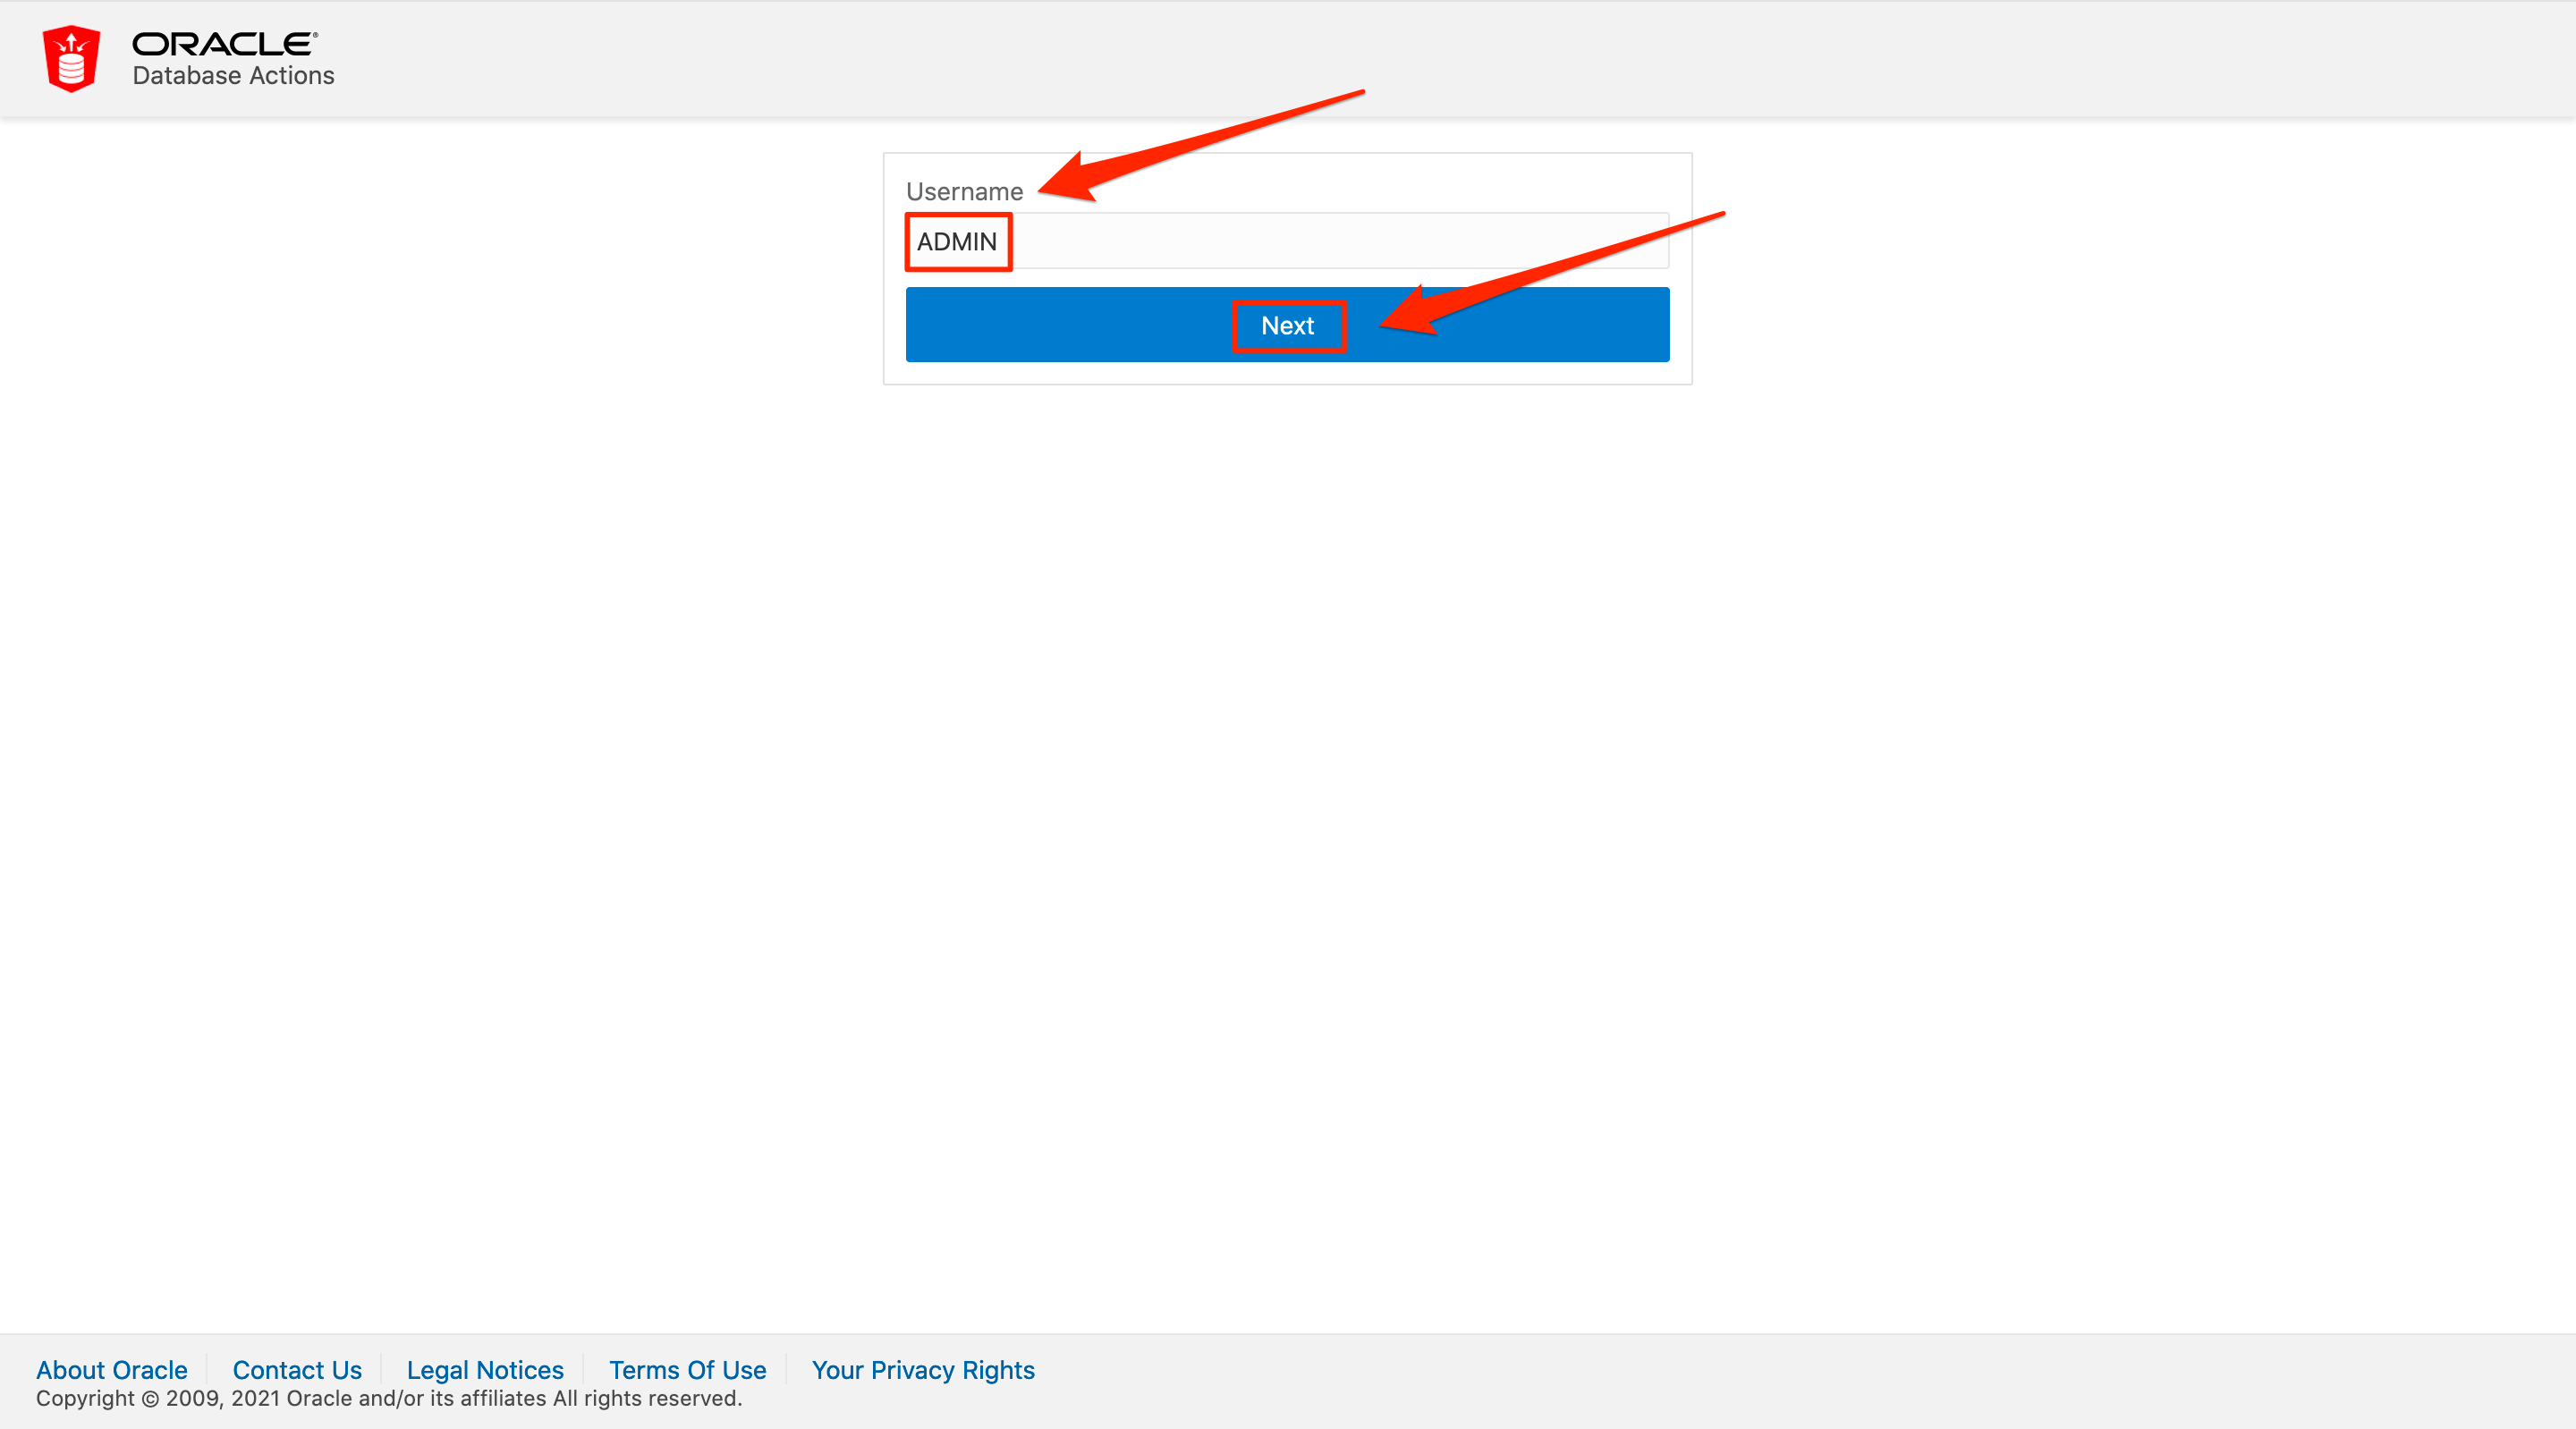 ORACLE®
Database Actions
Username
ADMIN
Next
About Oracle Contact Us Legal Notices Terms Of Use Your Privacy Rights
Copyright © 2009, 2021 Oracle and/or its affiliates All rights reserved.